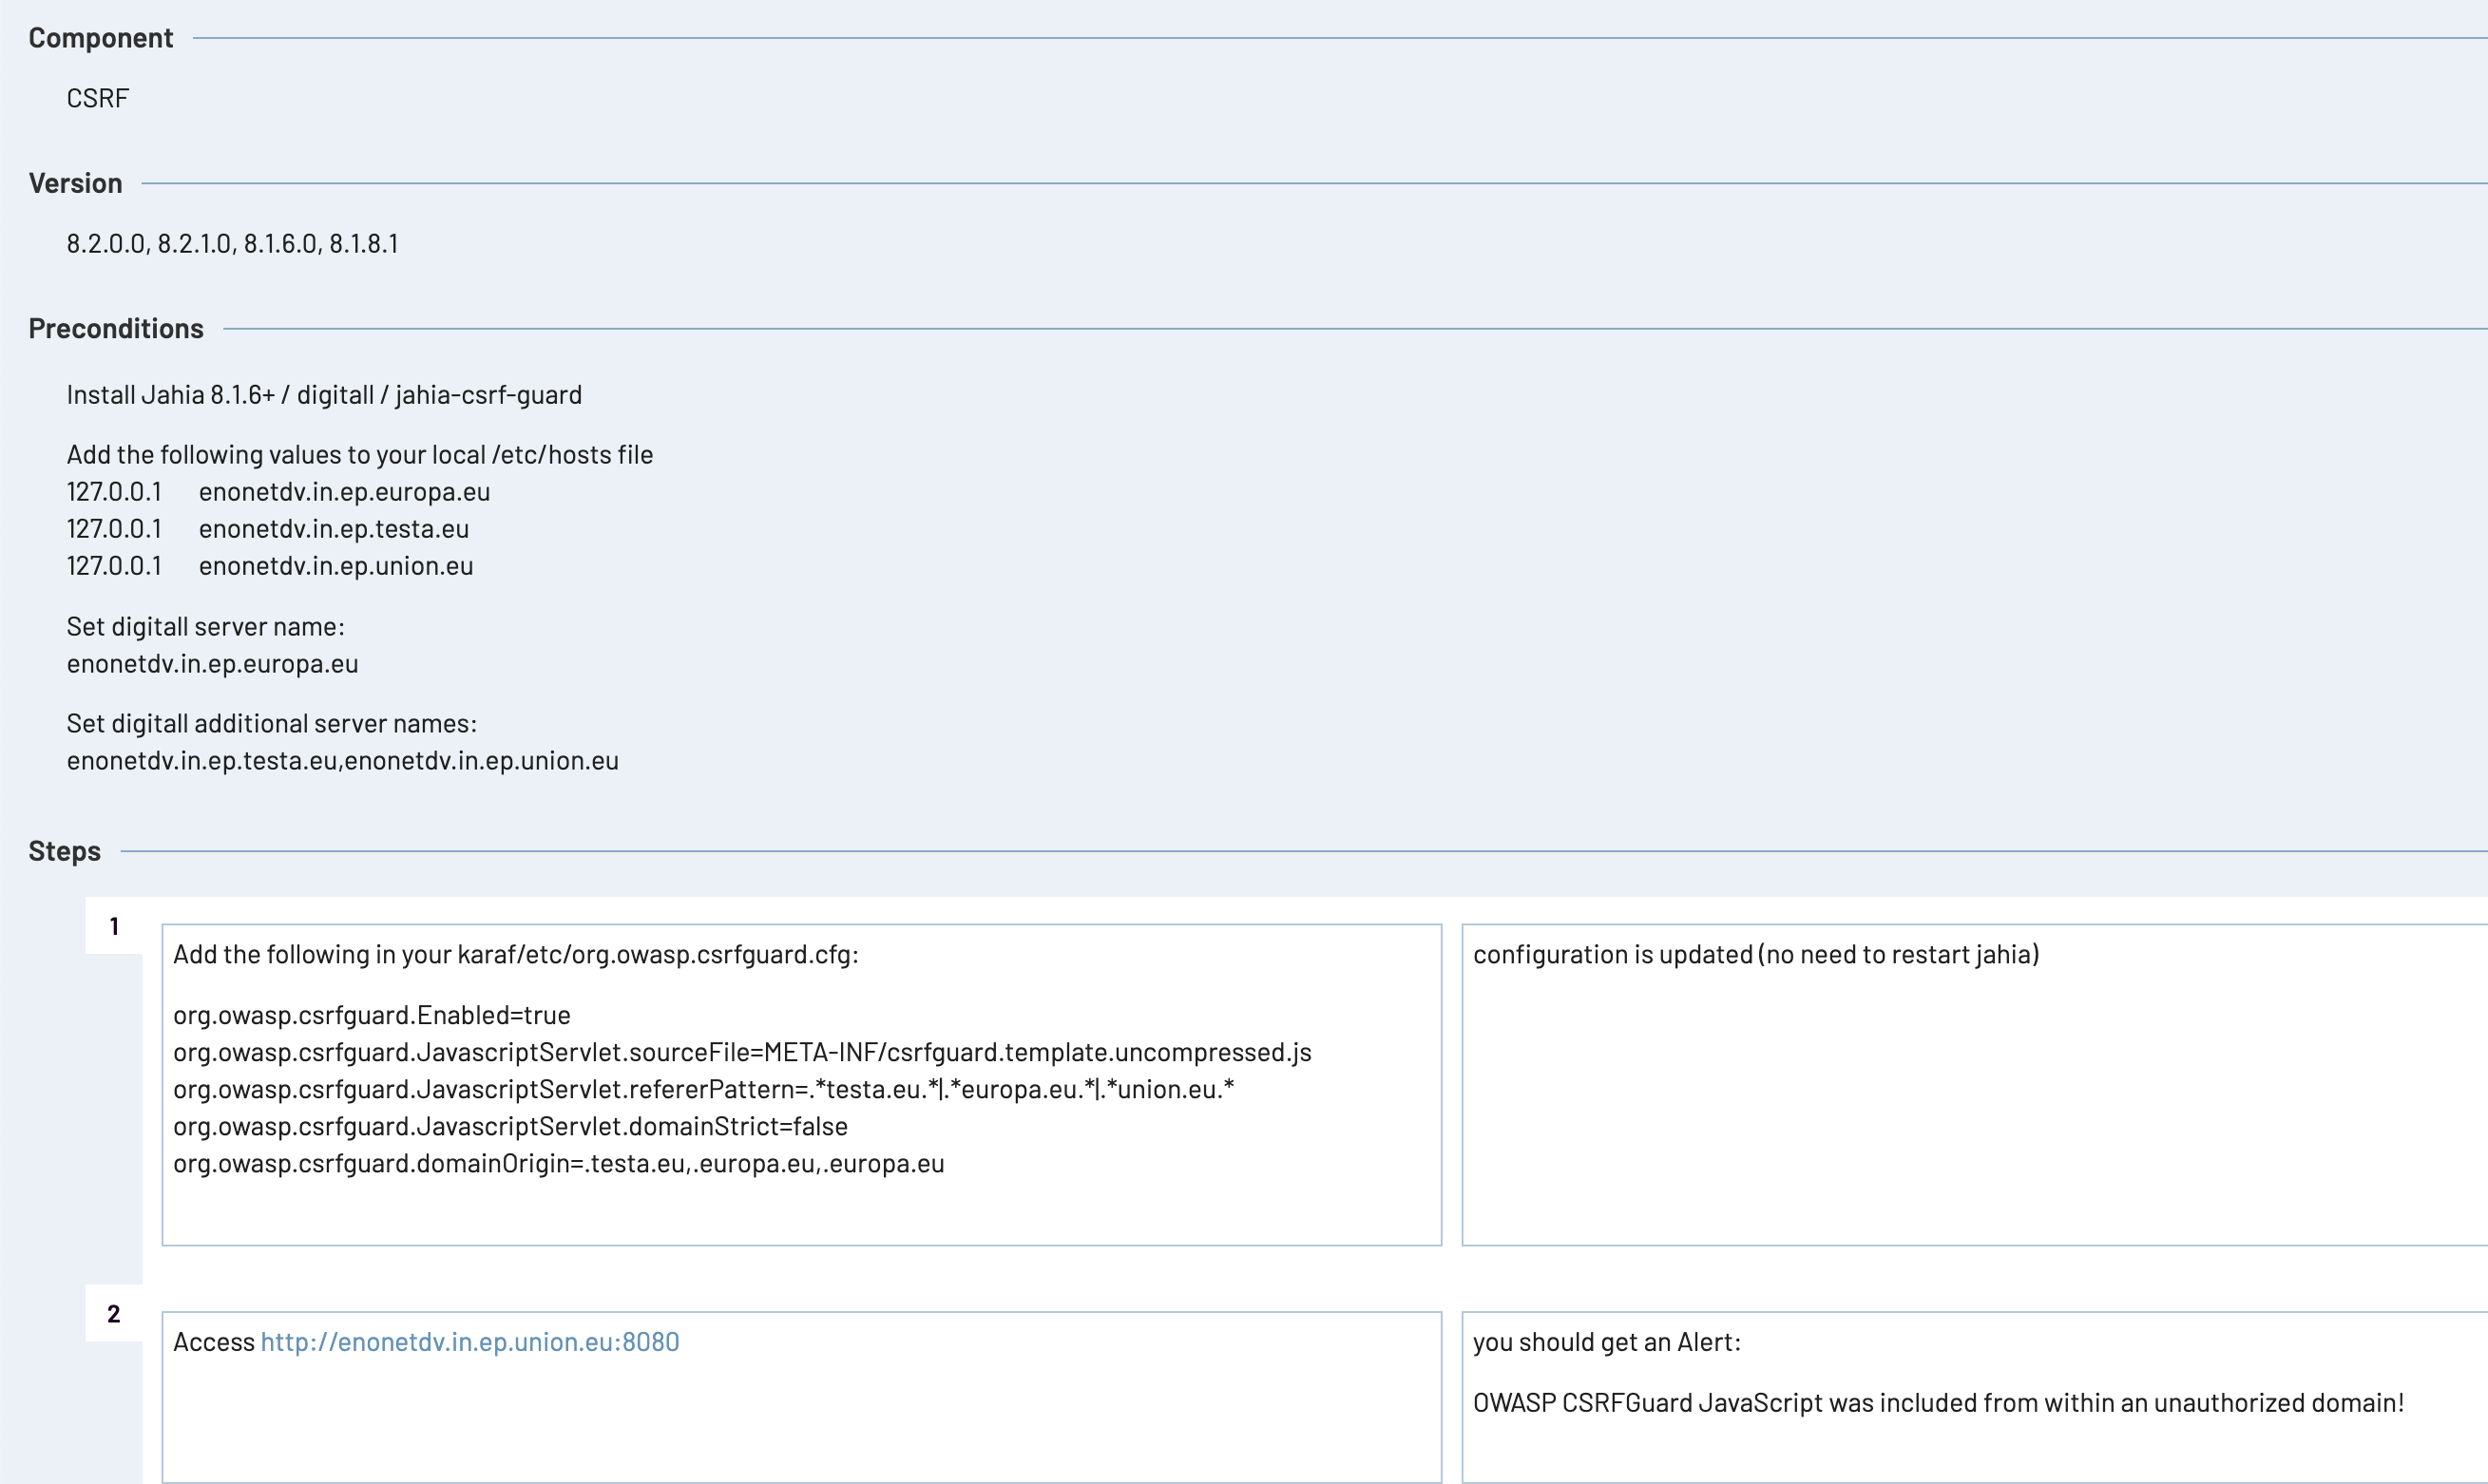 Component
CSRF
Version
8.2.0.0, 8.2.1.0, 8.1.6.0, 8.1.8.1
Preconditions
Install Jahia 8.1.6+ / digitall / jahia-csrf-guard
Add the following values to your local /etc/hosts file
127.0.0.1 enonetdv.in.ep.europa.eu
127.0.0.1 enonetdv.in.ep.testa.eu
127.0.0.1 enonetdv.in.ep.union.eu
Set digitall server name:
enonetdv.in.ep.europa.eu
Set digitall additional server names:
enonetdv.in.ep.testa.eu,enonetdv.in.ep.union.eu
Steps
1
Add the following in your karaf/etc/org.owasp.csrfguard.cfg:
org.owasp.csrfguard.Enabled=true
org.owasp.csrfguard.JavascriptServlet.sourceFile=META-INF/csrfguard.template.uncompressed.js
org.owasp.csrfguard.JavascriptServlet.refererPattern=.*testa.eu.*|.*europa.eu.*|.*union.eu.*
org.owasp.csrfguard.JavascriptServlet.domainStrict=false
org.owasp.csrfguard.domainOrigin=.testa.eu,.europa.eu,.europa.eu
configuration is updated (no need to restart jahia)
2
Access http://enonetdv.in.ep.union.eu:8080
you should get an Alert:
OWASP CSRFGuard JavaScript was included from within an unauthorized domain!